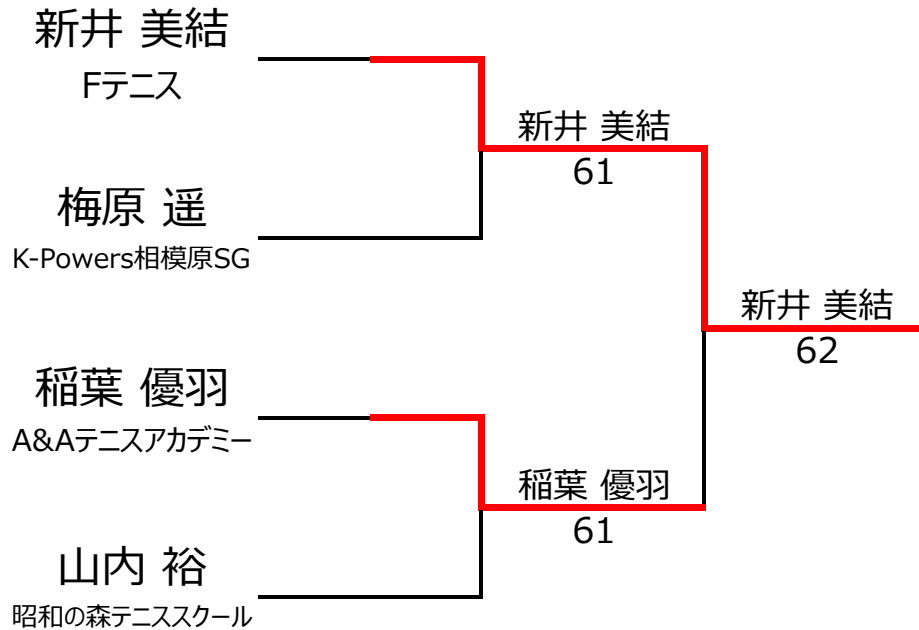 新井 美結
Fテニス
新井 美結
61
梅原 遥
K-Powers相模原SG
新井 美結
62
稲葉 優羽
A&Aテニスアカデミー
稲葉 優羽
61
山内 裕
昭和の森テニススクール